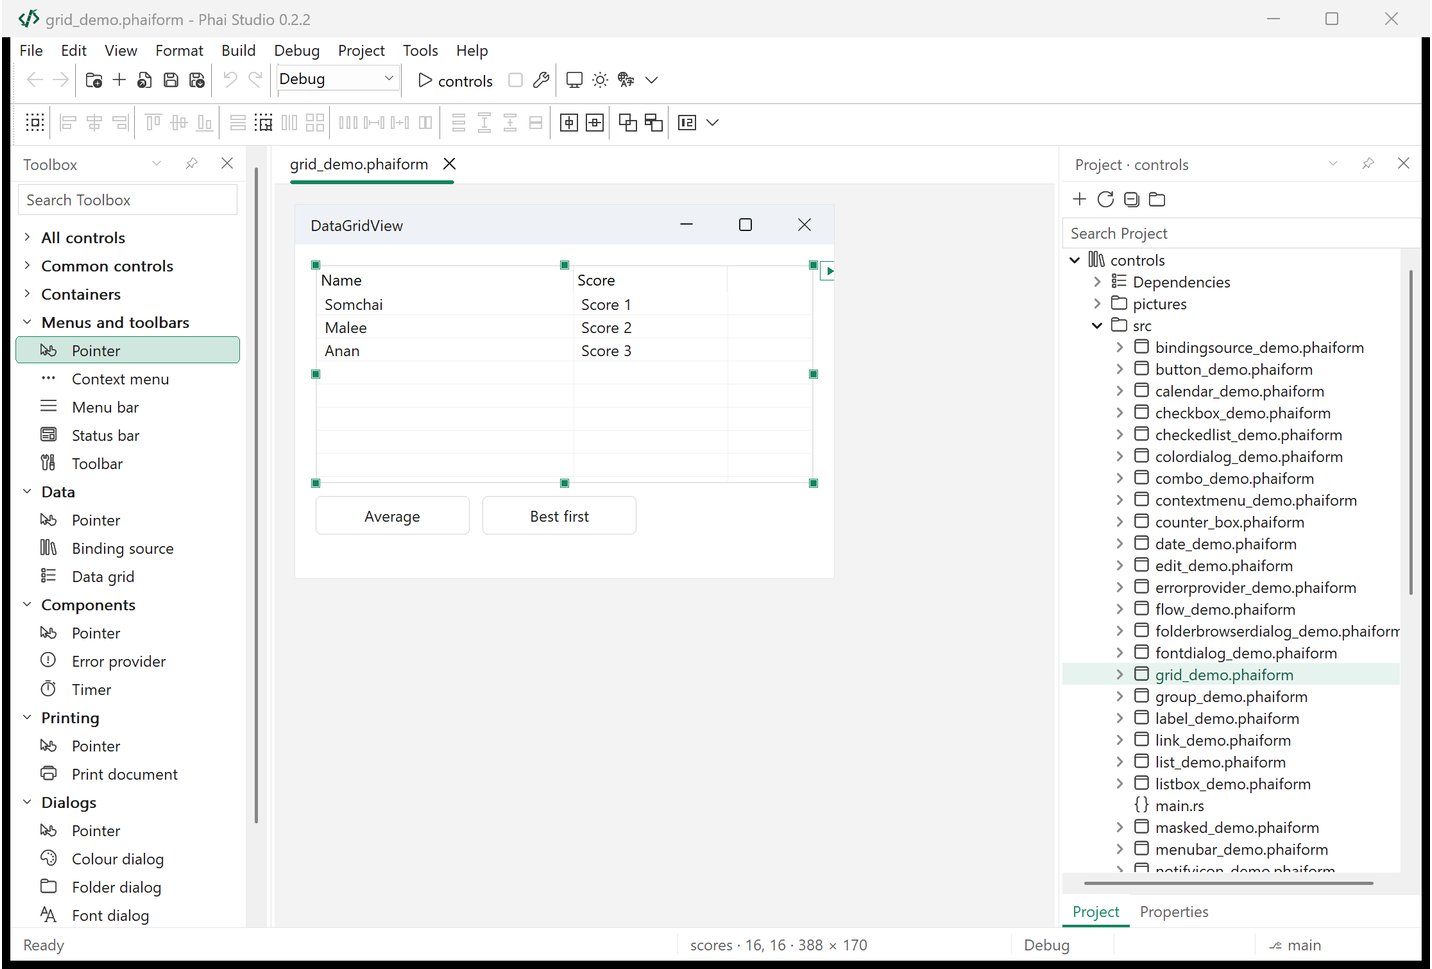 grid_demo.phaiform - Phai Studio 0.2.2
File Edit View Format Build Debug Project Tools Help
Debug controls
Toolbox
Search Toolbox
All controls
Common controls
Containers
Menus and toolbars
Pointer
Context menu
Menu bar
Status bar
Toolbar
Data
Pointer
Binding source
Data grid
Components
Pointer
Error provider
Timer
Printing
Pointer
Print document
Dialogs
Pointer
Colour dialog
Folder dialog
Font dialog
grid_demo.phaiform
DataGridView
Name Score
Somchai Score 1
Malee Score 2
Anan Score 3
Average Best first
Project · controls
Search Project
controls
Dependencies
pictures
src
bindingsource_demo.phaiform
button_demo.phaiform
calendar_demo.phaiform
checkbox_demo.phaiform
checkedlist_demo.phaiform
colordialog_demo.phaiform
combo_demo.phaiform
contextmenu_demo.phaiform
counter_box.phaiform
date_demo.phaiform
edit_demo.phaiform
errorprovider_demo.phaiform
flow_demo.phaiform
folderbrowserdialog_demo.phaiform
fontdialog_demo.phaiform
grid_demo.phaiform
group_demo.phaiform
label_demo.phaiform
link_demo.phaiform
list_demo.phaiform
listbox_demo.phaiform
main.rs
masked_demo.phaiform
menubar_demo.phaiform
Project Properties
Ready scores · 16, 16 · 388 × 170 Debug main